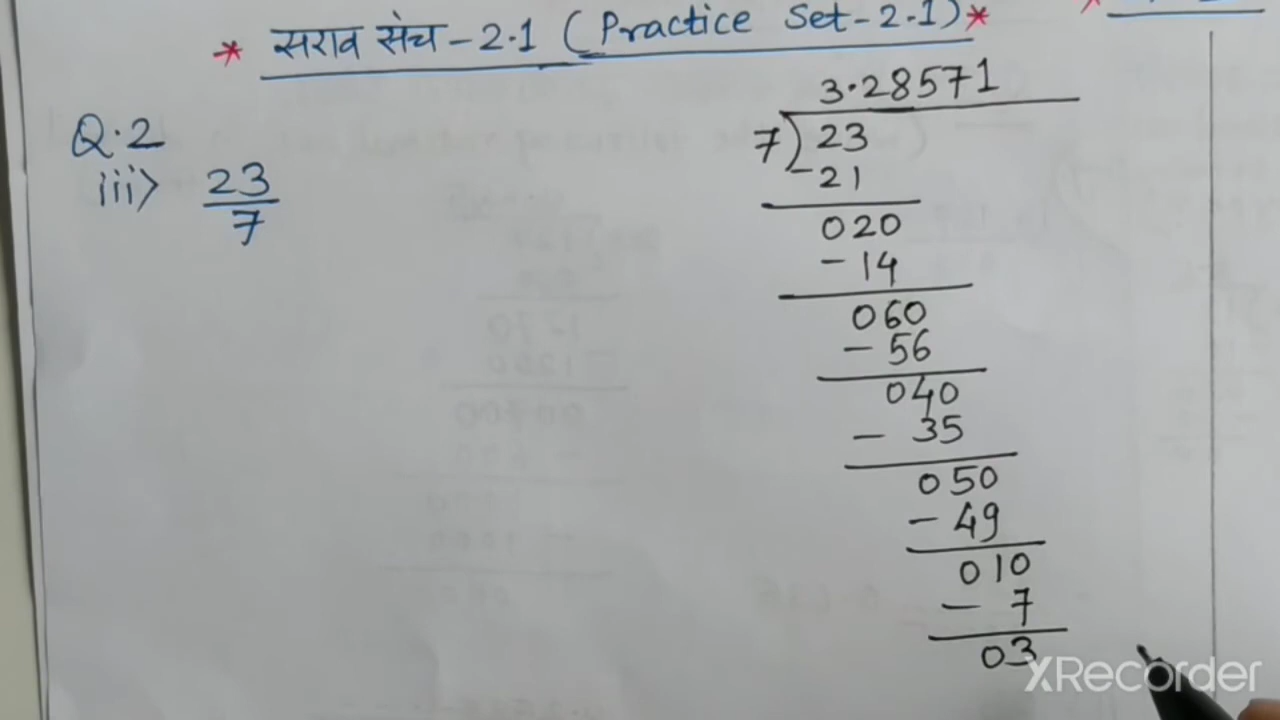 * सराव संच - 2.1 ( Practice Set - 2.1 ) *
Q.2
iii> 23/7
3.28571
7 ) 23
- 21
020
- 14
060
- 56
040
- 35
050
- 49
010
- 7
03
XRecorder